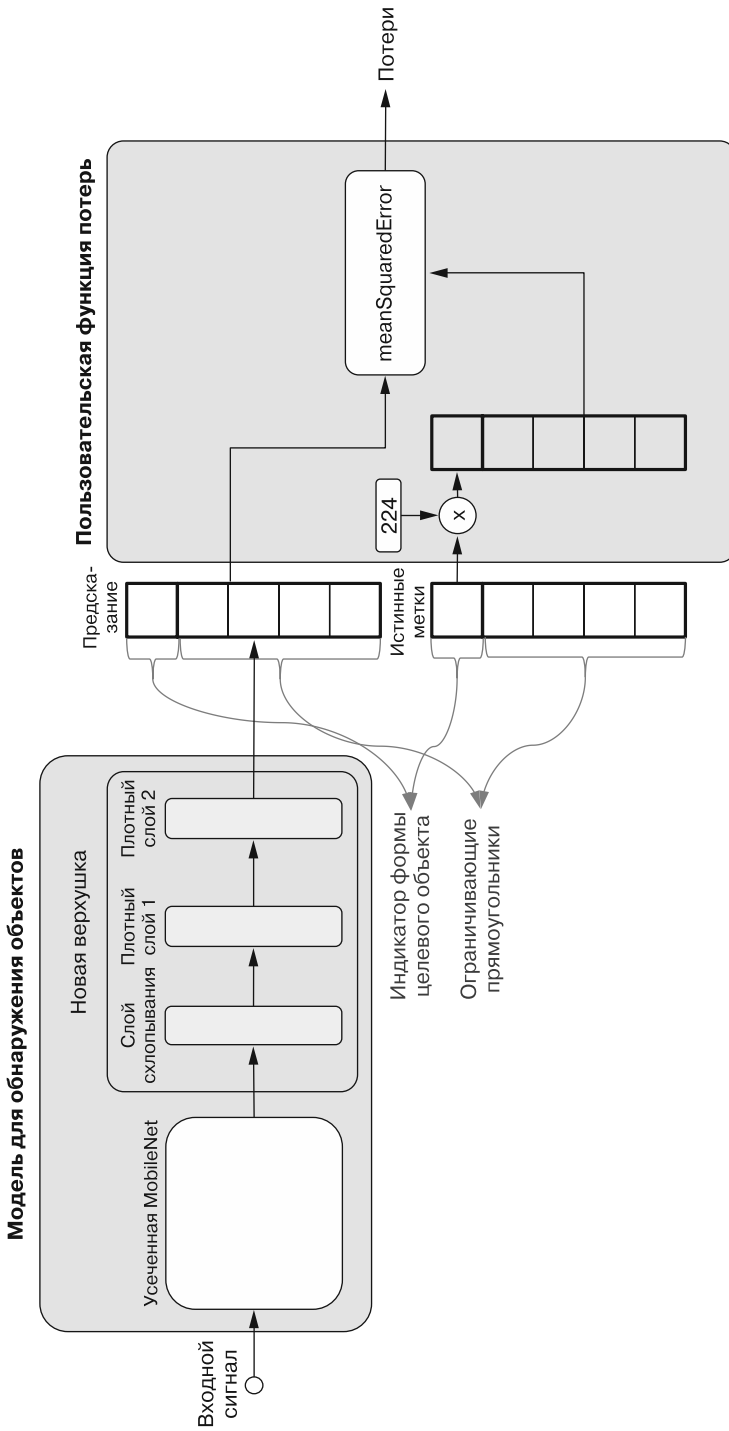 Модель для обнаружения объектов
Новая верхушка
Усеченная MobileNet
Слой
схлопывания
Плотный
слой 1
Плотный
слой 2
Входной
сигнал
Индикатор формы
целевого объекта
Ограничивающие
прямоугольники
Предска-
зание
Истинные
метки
Пользовательская функция потерь
224
x
meanSquaredError
Потери